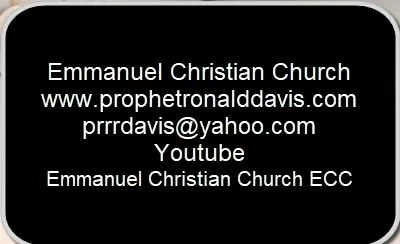 Emmanuel Christian Church
www.prophetronalddavis.com
prrrdavis@yahoo.com
Youtube
Emmanuel Christian Church ECC